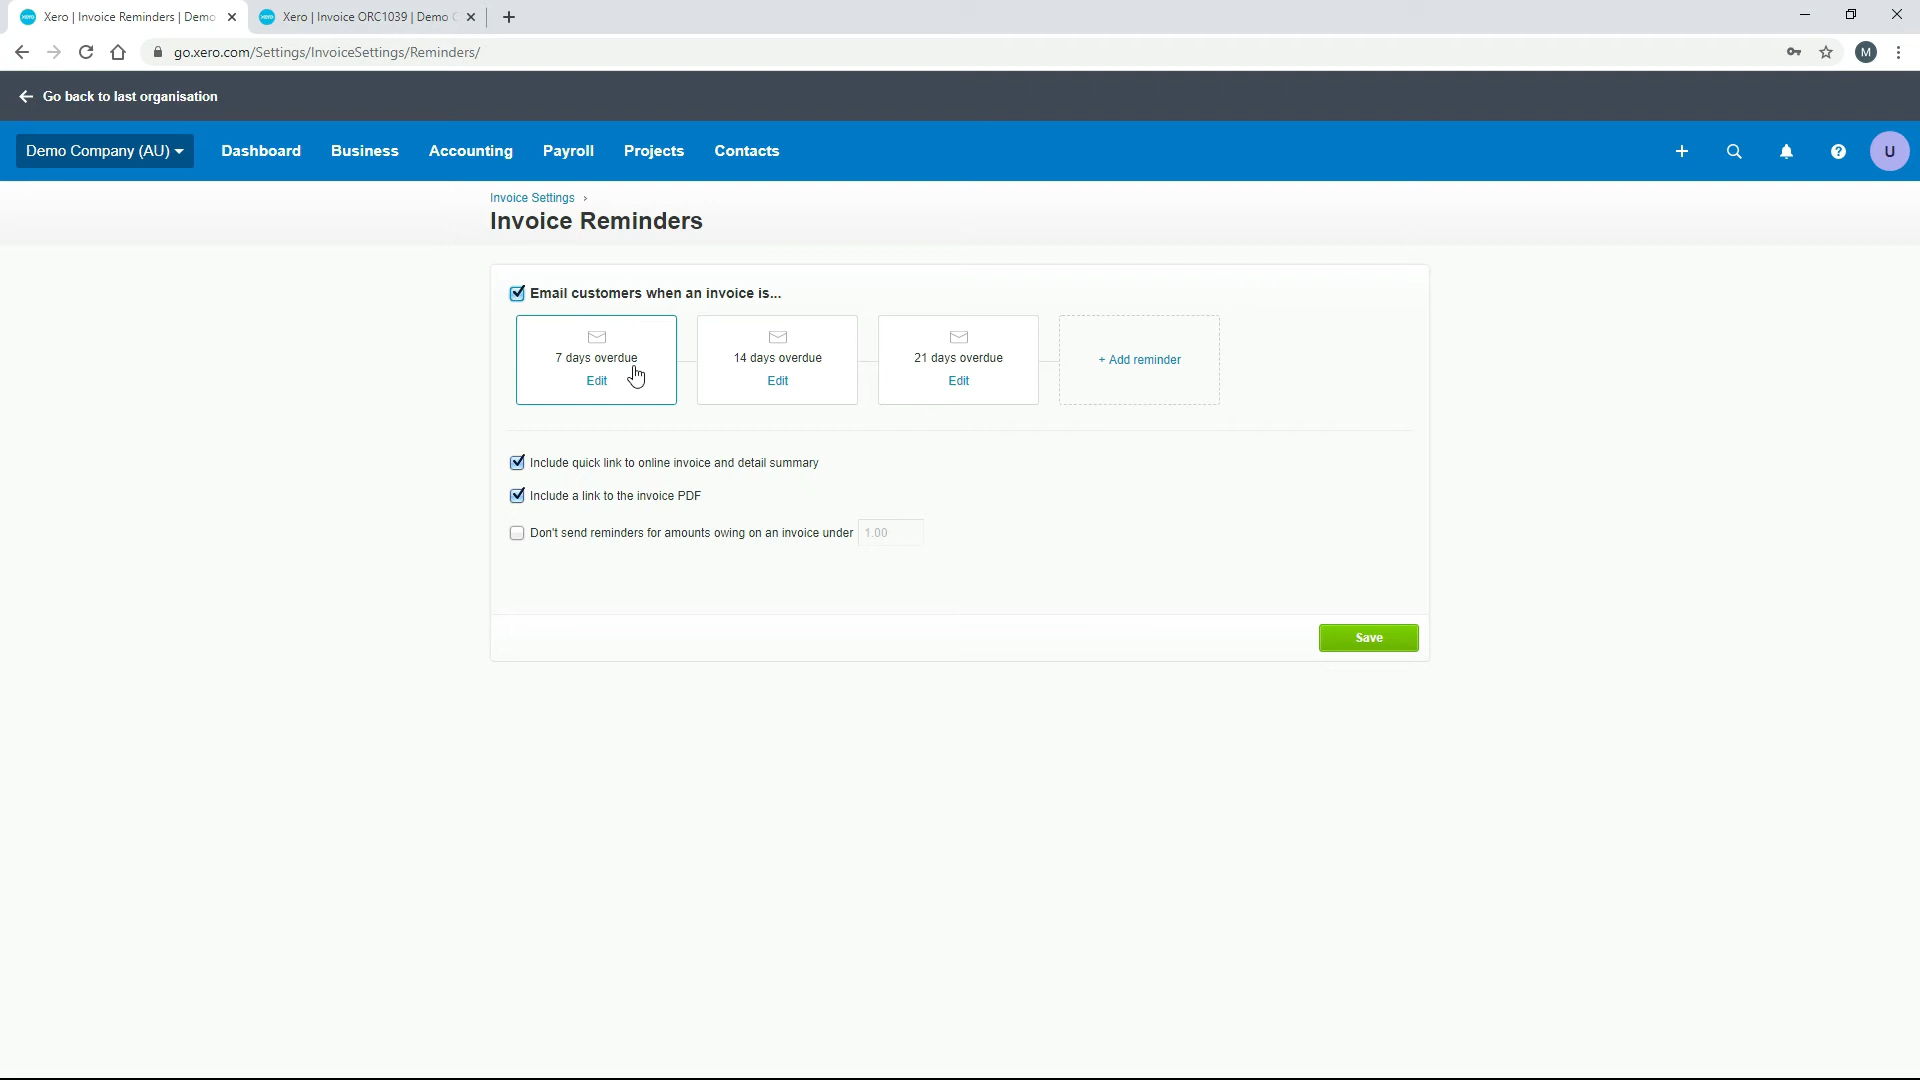 Xero | Invoice Reminders | Demo
Xero | Invoice ORC1039 | Demo
go.xero.com/Settings/InvoiceSettings/Reminders/
M
Go back to last organisation
Demo Company (AU)
Dashboard
Business
Accounting
Payroll
Projects
Contacts
U
Invoice Settings ›
Invoice Reminders
Email customers when an invoice is...
7 days overdue
Edit
14 days overdue
Edit
21 days overdue
Edit
+ Add reminder
Include quick link to online invoice and detail summary
Include a link to the invoice PDF
Don't send reminders for amounts owing on an invoice under 1.00
Save